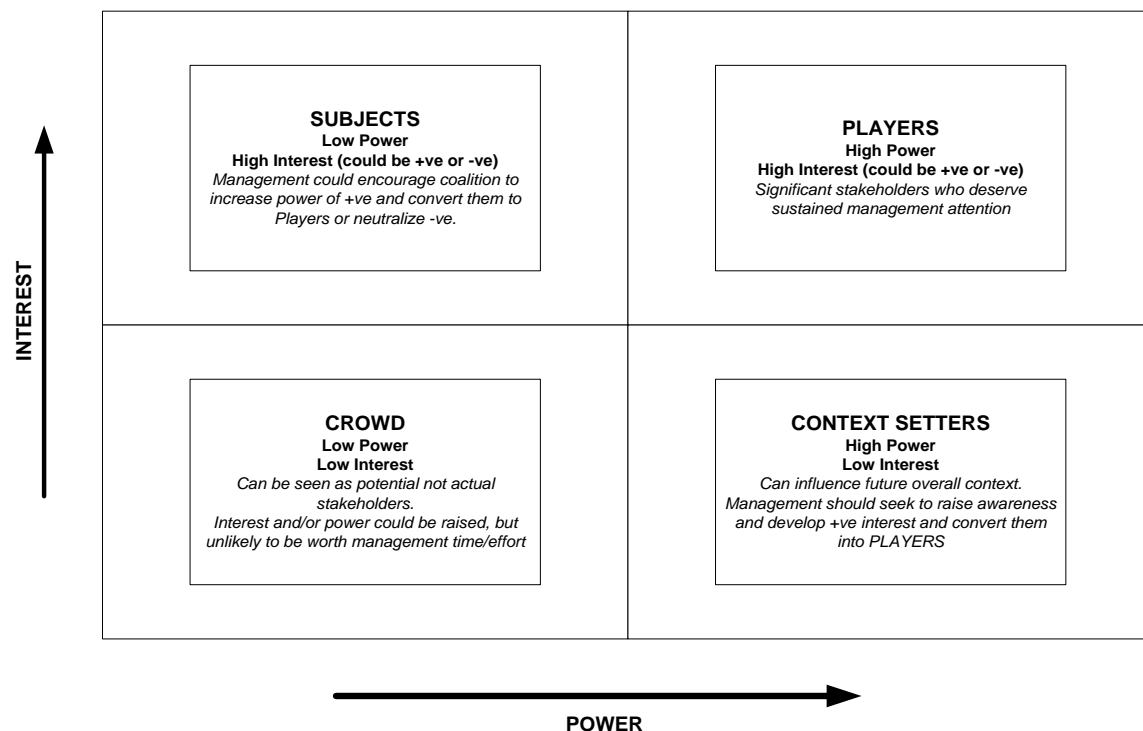 SUBJECTS
Low Power
High Interest (could be +ve or -ve)
Management could encourage coalition to
increase power of +ve and convert them to
Players or neutralize -ve.
PLAYERS
High Power
High Interest (could be +ve or -ve)
Significant stakeholders who deserve
sustained management attention
INTEREST
CROWD
Low Power
Low Interest
Can be seen as potential not actual
stakeholders.
Interest and/or power could be raised, but
unlikely to be worth management time/effort
CONTEXT SETTERS
High Power
Low Interest
Can influence future overall context.
Management should seek to raise awareness
and develop +ve interest and convert them
into PLAYERS
POWER